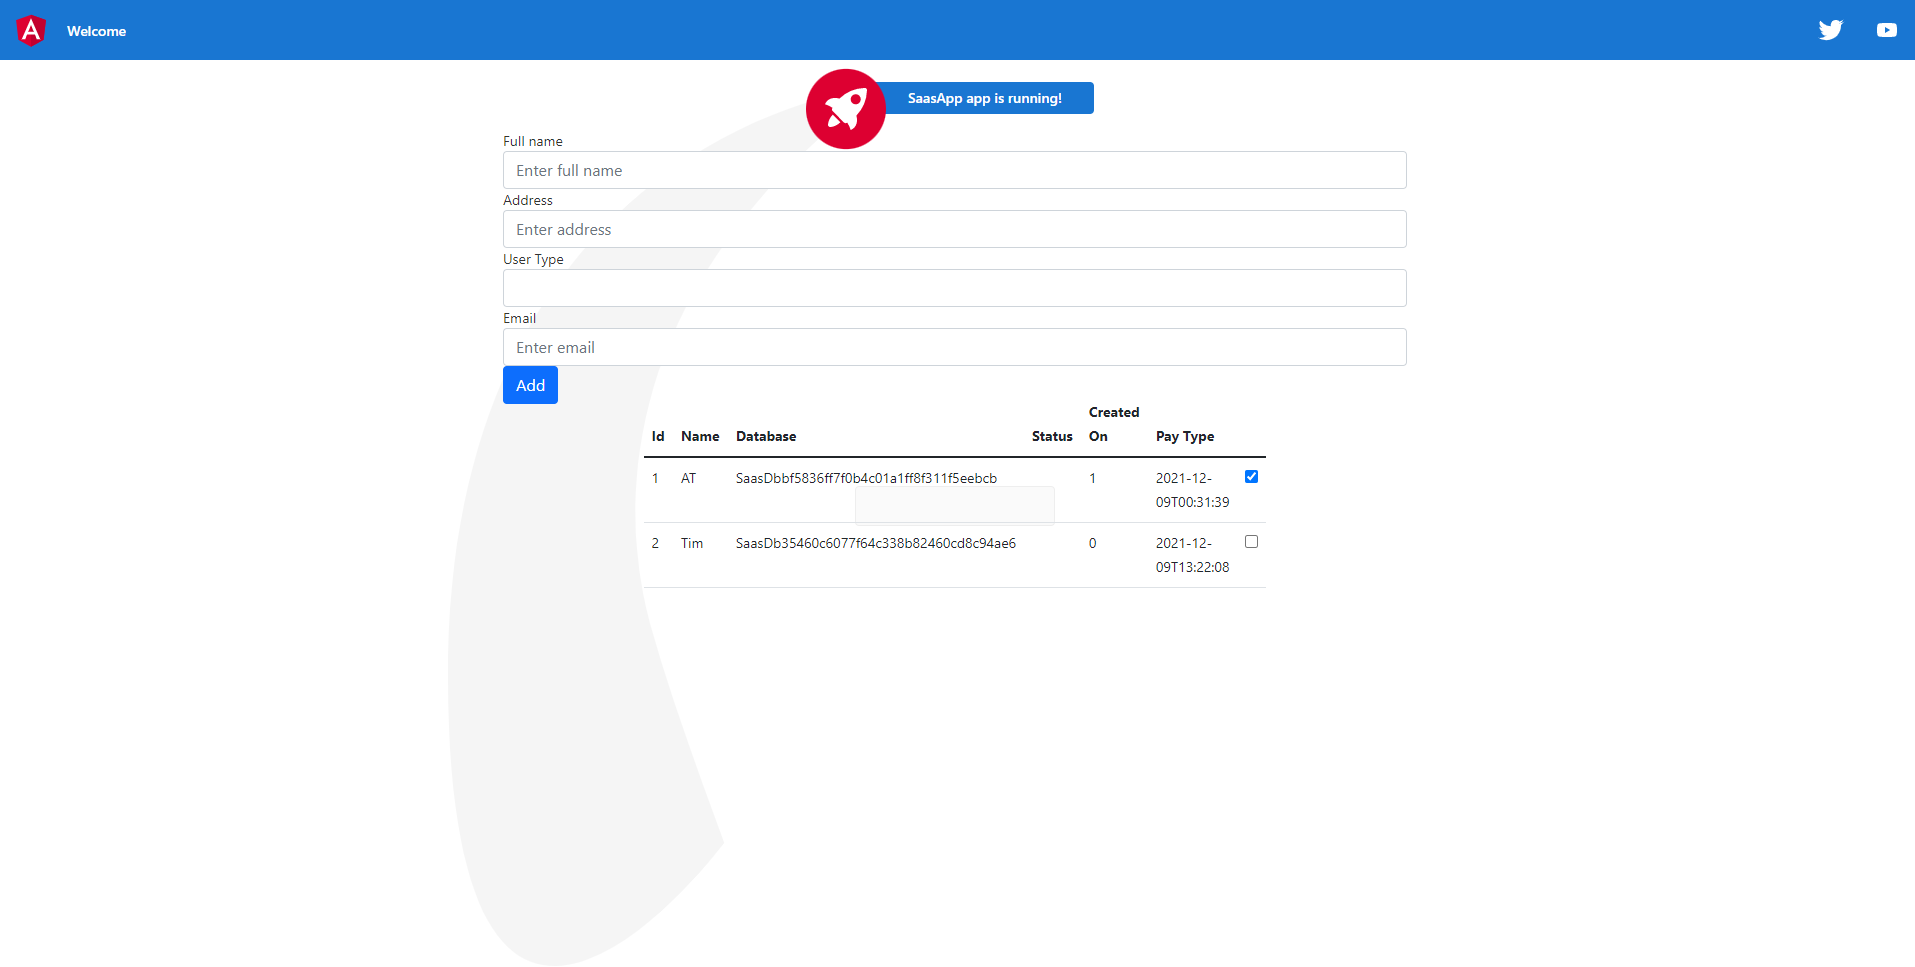 Welcome
SaasApp app is running!
Full name
Enter full name
Address
Enter address
User Type
Email
Enter email
Add
Id Name Database Status Created On Pay Type
1 AT SaasDbbf5836ff7f0b4c01a1ff8f311f5eebcb 1 2021-12-
09T00:31:39
2 Tim SaasDb35460c6077f64c338b82460cd8c94ae6 0 2021-12-
09T13:22:08